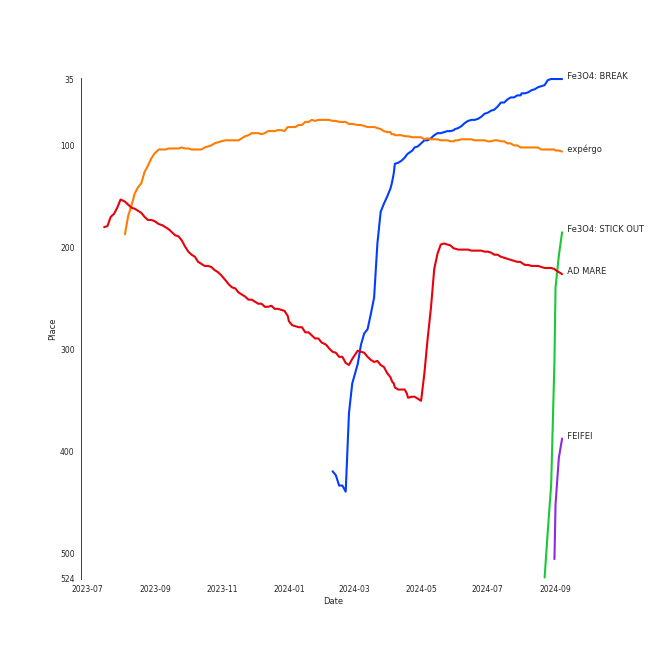 35
Fe3O4: BREAK
100
expérgo
200
Fe3O4: STICK OUT
AD MARE
Place
300
400
FEIFEI
500
524
2023-07 2023-09 2023-11 2024-01 2024-03 2024-05 2024-07 2024-09
Date